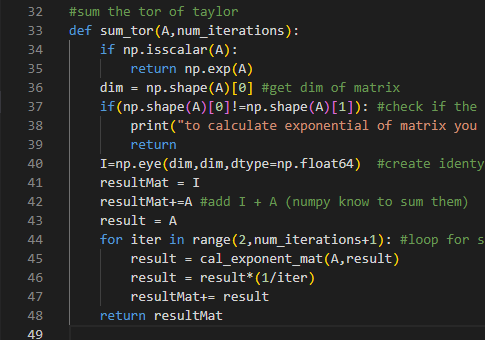 32 #sum the tor of taylor
33 def sum_tor(A,num_iterations):
34     if np.isscalar(A):
35         return np.exp(A)
36     dim = np.shape(A)[0] #get dim of matrix
37     if(np.shape(A)[0]!=np.shape(A)[1]): #check if the
38         print("to calculate exponential of matrix you
39         return
40     I=np.eye(dim,dim,dtype=np.float64)  #create identy
41     resultMat = I
42     resultMat+=A #add I + A (numpy know to sum them)
43     result = A
44     for iter in range(2,num_iterations+1): #loop for s
45         result = cal_exponent_mat(A,result)
46         result = result*(1/iter)
47         resultMat+= result
48     return resultMat
49